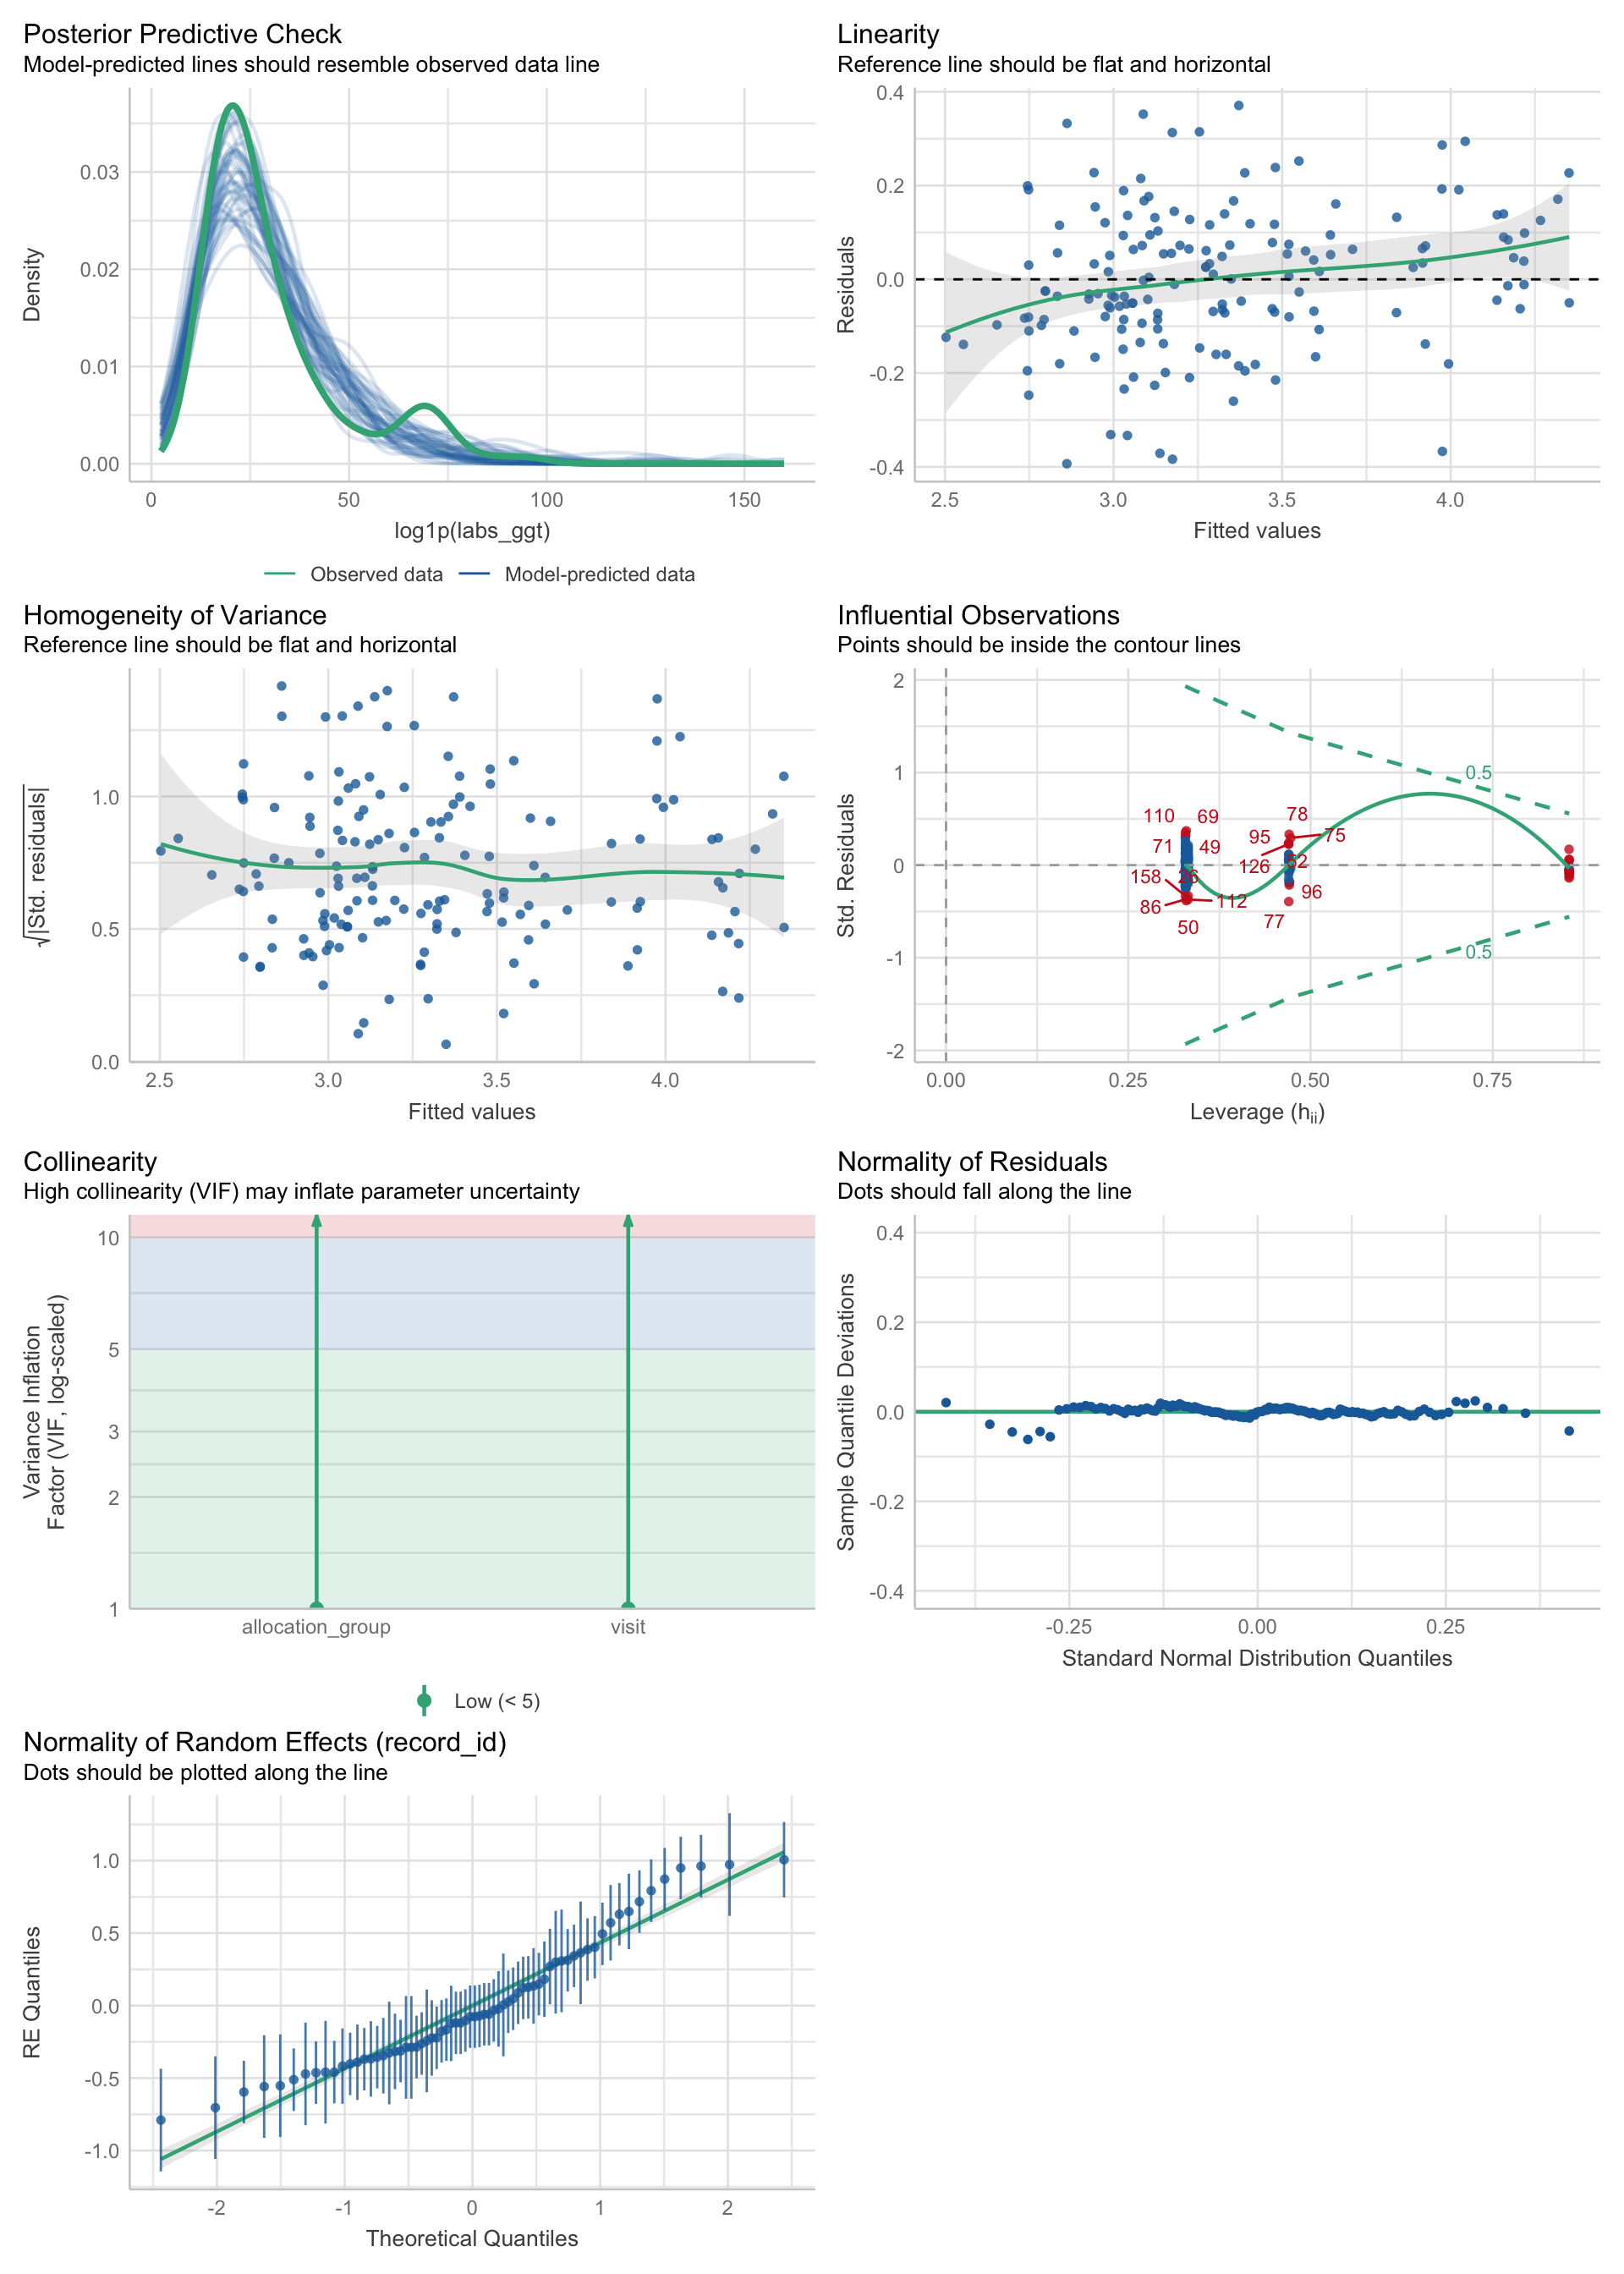 Posterior Predictive Check
Model-predicted lines should resemble observed data line
Density
0.03
0.02
0.01
0.00
0
50
100
150
log1p(labs_ggt)
Observed data
Model-predicted data
Linearity
Reference line should be flat and horizontal
Residuals
0.4
0.2
0.0
-0.2
-0.4
2.5
3.0
3.5
4.0
Fitted values
Homogeneity of Variance
Reference line should be flat and horizontal
√|Std. residuals|
1.0
0.5
0.0
2.5
3.0
3.5
4.0
Fitted values
Influential Observations
Points should be inside the contour lines
Std. Residuals
2
1
0
-1
-2
0.5
110
69
78
95
75
71
49
126
52
158
26
96
86
112
77
50
0.5
0.00
0.25
0.50
0.75
Leverage (hii)
Collinearity
High collinearity (VIF) may inflate parameter uncertainty
Variance Inflation
Factor (VIF, log-scaled)
10
5
3
2
1
allocation_group
visit
Low (< 5)
Normality of Residuals
Dots should fall along the line
Sample Quantile Deviations
0.4
0.2
0.0
-0.2
-0.4
-0.25
0.00
0.25
Standard Normal Distribution Quantiles
Normality of Random Effects (record_id)
Dots should be plotted along the line
RE Quantiles
1.0
0.5
0.0
-0.5
-1.0
-2
-1
0
1
2
Theoretical Quantiles